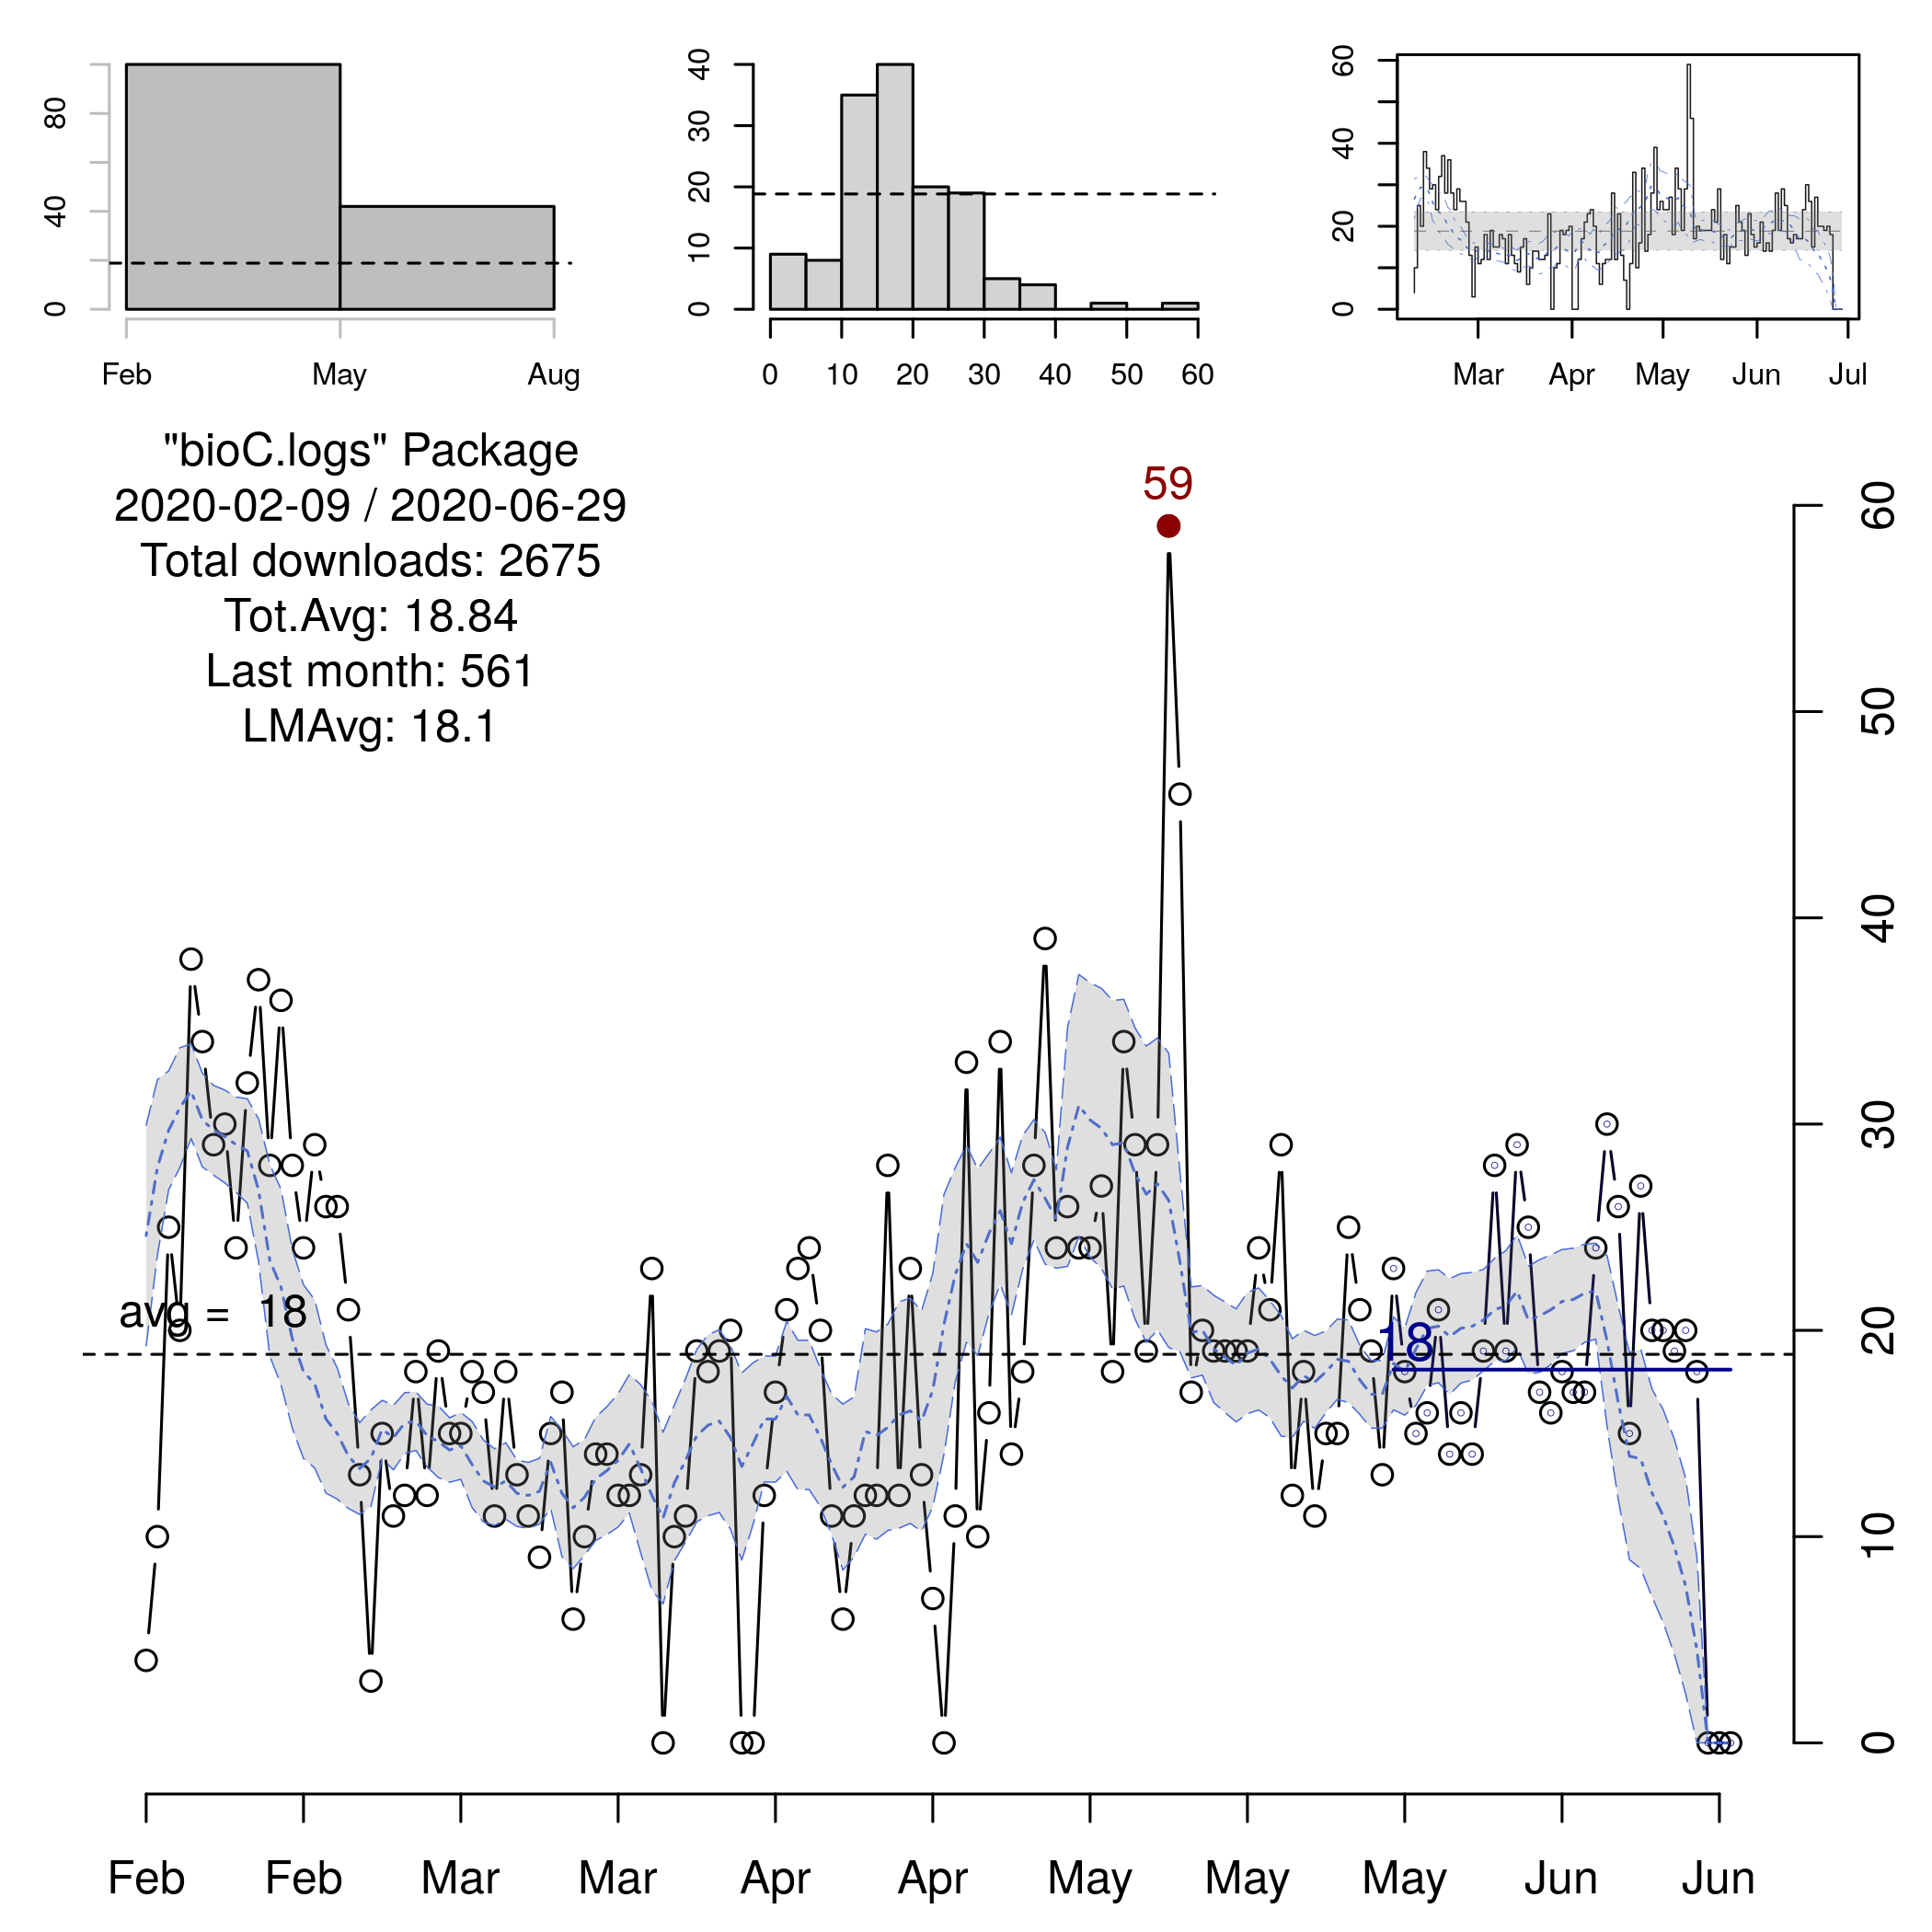 80
40
0
Feb May Aug
40
30
20
10
0
0 10 20 30 40 50 60
60
40
20
0
Mar Apr May Jun Jul
"bioC.logs" Package
2020-02-09 / 2020-06-29
Total downloads: 2675
Tot.Avg: 18.84
Last month: 561
LMAvg: 18.1
59
avg = 18
18
60
50
40
30
20
10
0
Feb Feb Mar Mar Apr Apr May May May Jun Jun